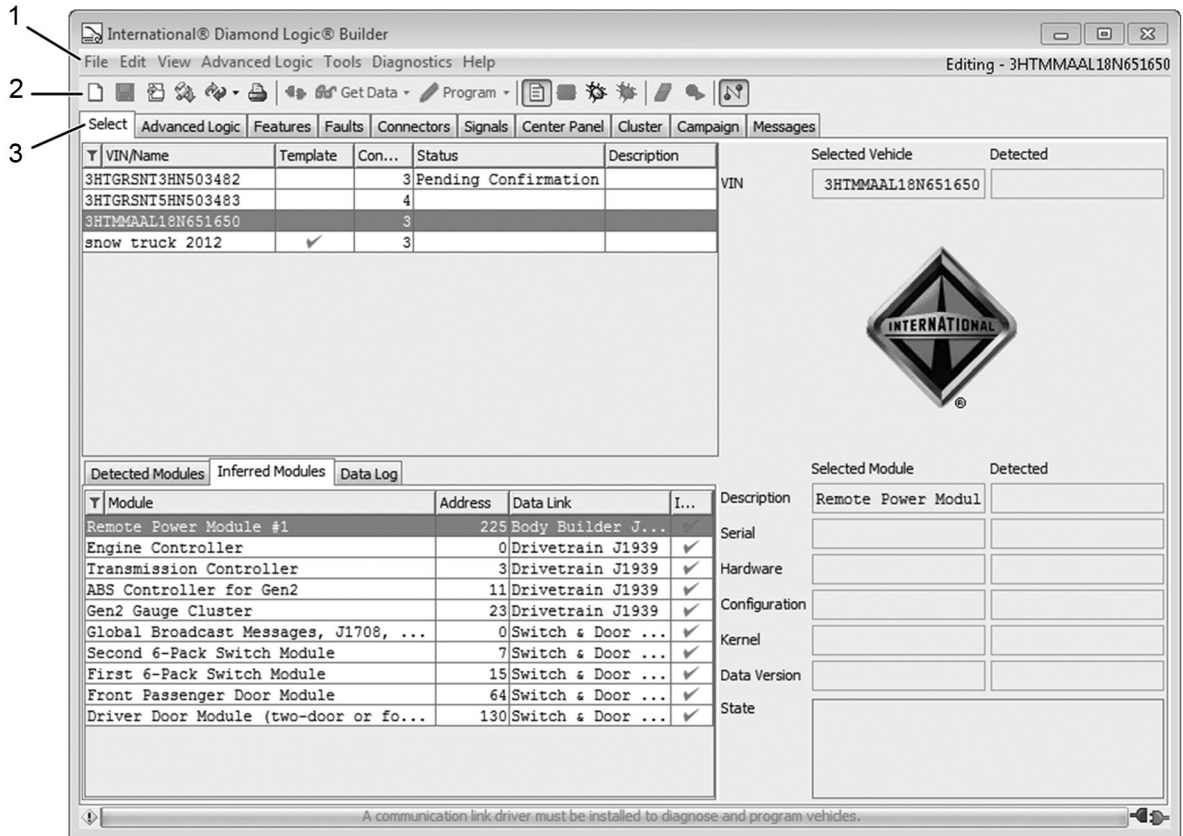 1
International® Diamond Logic® Builder
File Edit View Advanced Logic Tools Diagnostics Help
Editing - 3HTMMAAL18N651650
2
Get Data Program
3
Select Advanced Logic Features Faults Connectors Signals Center Panel Cluster Campaign Messages
VIN/Name Template Con... Status Description
3HTGRSNT3HN503482 3 Pending Confirmation
3HTGRSNT5HN503483 4
3HTMMAAL18N651650 3
snow truck 2012 ✓ 3
Selected Vehicle Detected
VIN 3HTMMAAL18N651650
INTERNATIONAL
®
Detected Modules Inferred Modules Data Log
Module Address Data Link I...
Remote Power Module #1 225 Body Builder J... ✓
Engine Controller 0 Drivetrain J1939 ✓
Transmission Controller 3 Drivetrain J1939 ✓
ABS Controller for Gen2 11 Drivetrain J1939 ✓
Gen2 Gauge Cluster 23 Drivetrain J1939 ✓
Global Broadcast Messages, J1708, ... 0 Switch & Door ... ✓
Second 6-Pack Switch Module 7 Switch & Door ... ✓
First 6-Pack Switch Module 15 Switch & Door ... ✓
Front Passenger Door Module 64 Switch & Door ... ✓
Driver Door Module (two-door or fo... 130 Switch & Door ... ✓
Selected Module Detected
Description Remote Power Modul
Serial
Hardware
Configuration
Kernel
Data Version
State
A communication link driver must be installed to diagnose and program vehicles.